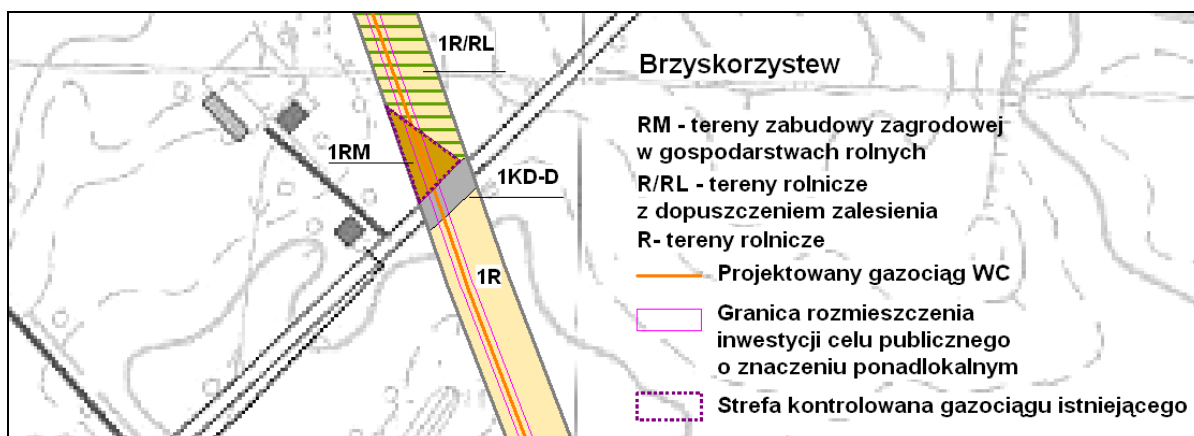 1R/RL
1RM
1KD-D
1R
Brzyskorzystew
RM - tereny zabudowy zagrodowej
w gospodarstwach rolnych
R/RL - tereny rolnicze
z dopuszczeniem zalesienia
R- tereny rolnicze
Projektowany gazociąg WC
Granica rozmieszczenia
inwestycji celu publicznego
o znaczeniu ponadlokalnym
Strefa kontrolowana gazociągu istniejącego